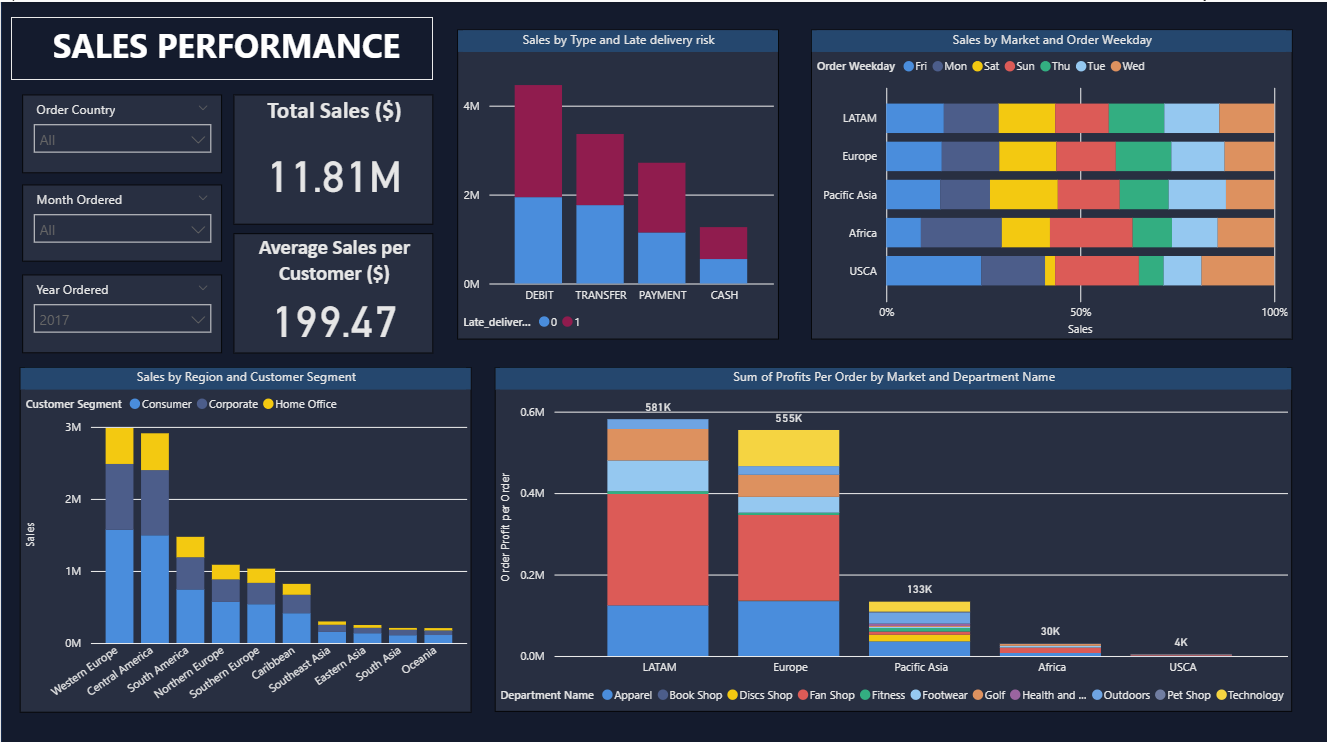 SALES PERFORMANCE
Order Country
All
Month Ordered
All
Year Ordered
2017
Total Sales ($)
11.81M
Average Sales per
Customer ($)
199.47
Sales by Type and Late delivery risk
4M
2M
0M
DEBIT TRANSFER PAYMENT CASH
Late_deliver... 0 1
Sales by Market and Order Weekday
Order Weekday Fri Mon Sat Sun Thu Tue Wed
LATAM
Europe
Pacific Asia
Africa
USCA
0% 50% 100%
Sales
Sales by Region and Customer Segment
Customer Segment Consumer Corporate Home Office
3M
2M
1M
0M
Sales
Western Europe
Central America
South America
Northern Europe
Southern Europe
Caribbean
Southeast Asia
Eastern Asia
South Asia
Oceania
Sum of Profits Per Order by Market and Department Name
0.6M
0.4M
0.2M
0.0M
Order Profit per Order
581K
555K
133K
30K
4K
LATAM Europe Pacific Asia Africa USCA
Department Name Apparel Book Shop Discs Shop Fan Shop Fitness Footwear Golf Health and ... Outdoors Pet Shop Technology